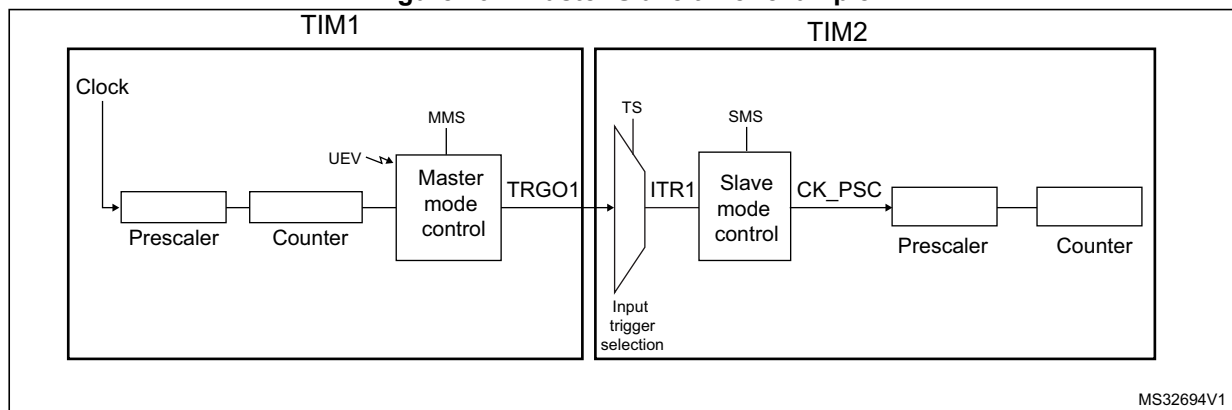 TIM1
TIM2
Clock
MMS
UEV
Master
mode
control
TRGO1
Prescaler
Counter
TS
SMS
ITR1
Slave
mode
control
CK_PSC
Prescaler
Counter
Input
trigger
selection
MS32694V1